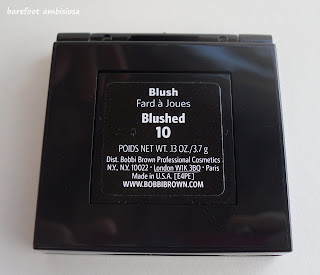 barefoot ambisiosa
Blush
Fard à Joues
Blushed
10
POIDS NET WT. .13 OZ./3.7 g
Dist. Bobbi Brown Professional Cosmetics
N.Y., N.Y. 10022 • London W1K 3BQ • Paris
Made in U.S.A. [E4PE]
WWW.BOBBIBROWN.COM